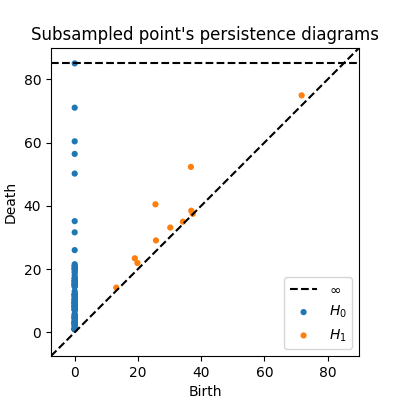 Subsampled point's persistence diagrams
Death
80
60
40
20
0
0 20 40 60 80
Birth
∞
H₀
H₁